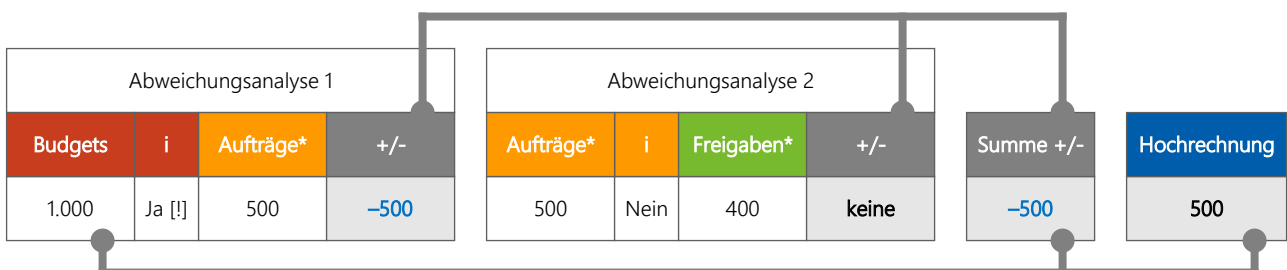 Abweichungsanalyse 1
Abweichungsanalyse 2
Budgets i Aufträge* +/- Aufträge* i Freigaben* +/- Summe +/- Hochrechnung
1.000 Ja [!] 500 –500 500 Nein 400 keine –500 500